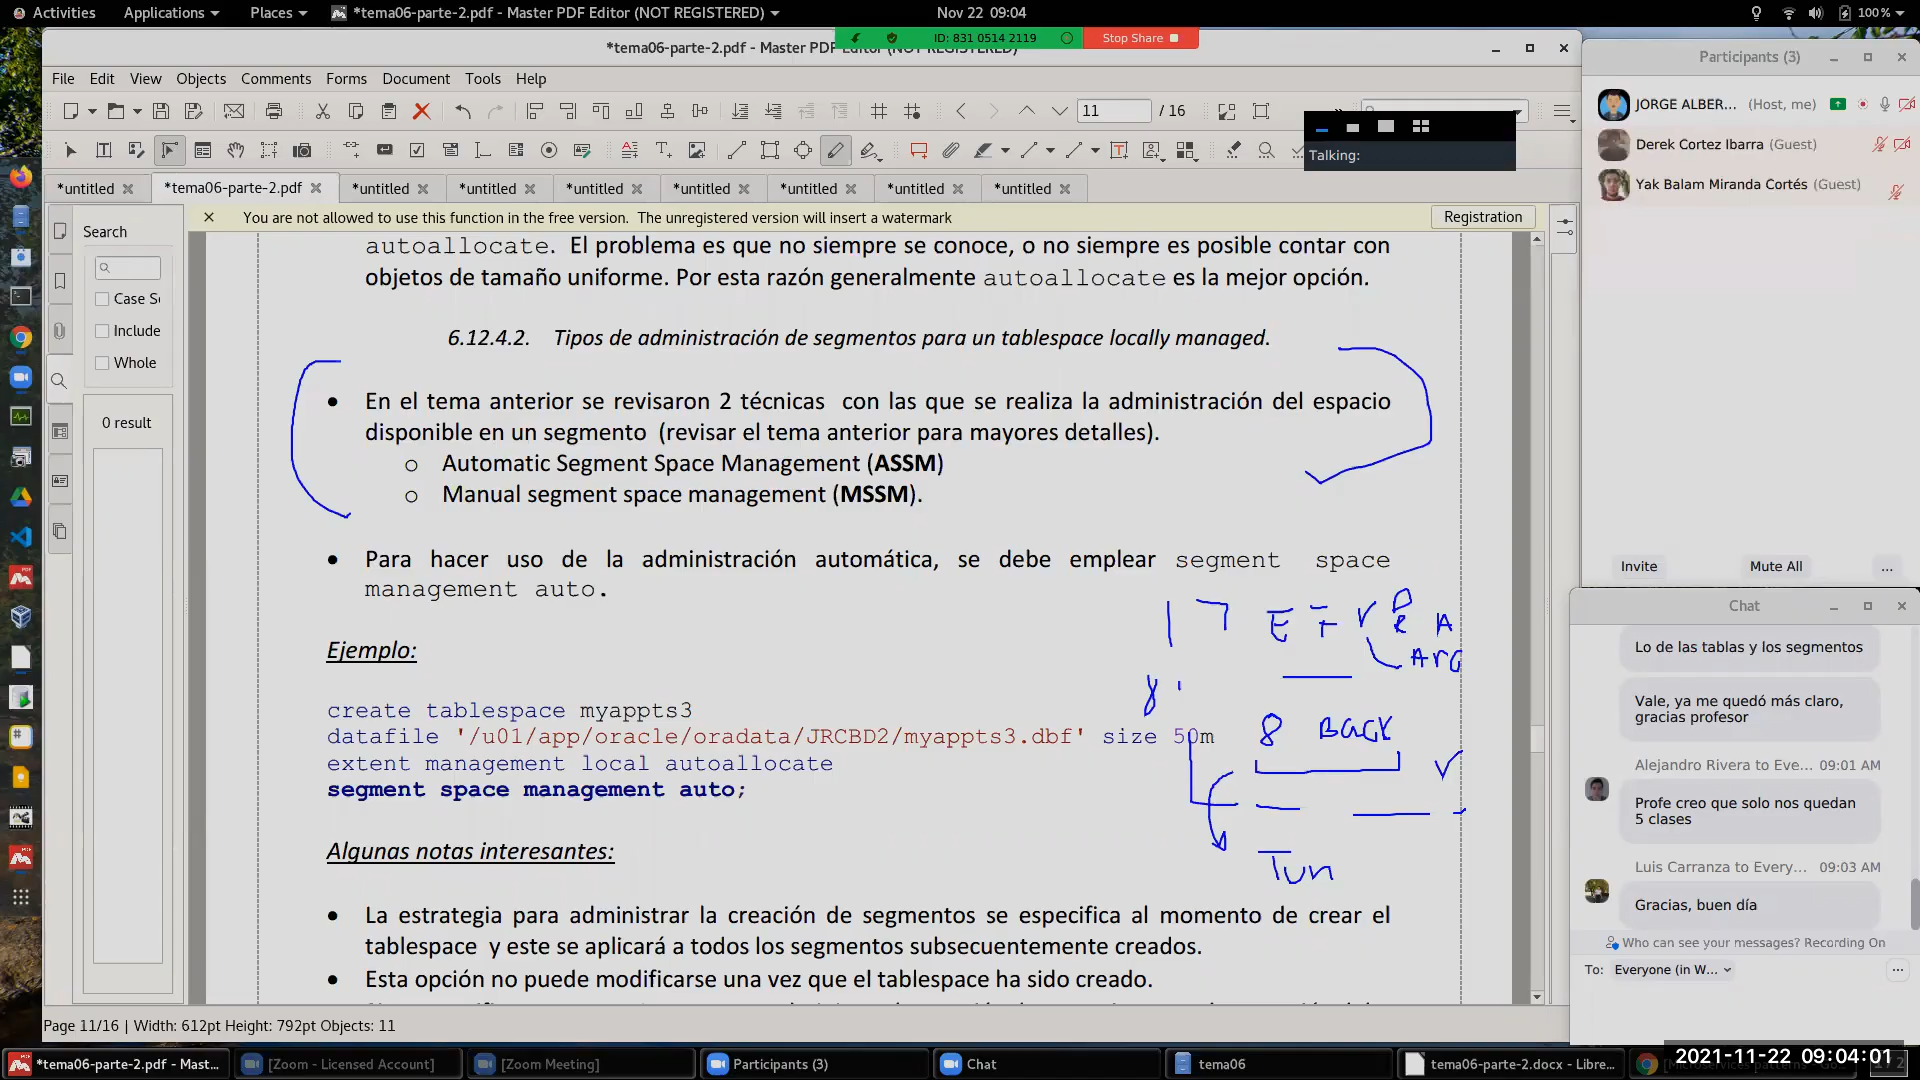 Activities Applications Places *tema06-parte-2.pdf - Master PDF Editor (NOT REGISTERED) Nov 22 09:04 100%
*tema06-parte-2.pdf - Master PDF Editor (NOT REGISTERED)
ID: 831 0514 2119 Stop Share
File Edit View Objects Comments Forms Document Tools Help
11 / 16
Talking:
*untitled *tema06-parte-2.pdf *untitled *untitled *untitled *untitled *untitled *untitled *untitled
You are not allowed to use this function in the free version. The unregistered version will insert a watermark Registration
Search
Case Se
Include
Whole
0 result
autoallocate. El problema es que no siempre se conoce, o no siempre es posible contar con
objetos de tamaño uniforme. Por esta razón generalmente autoallocate es la mejor opción.
6.12.4.2. Tipos de administración de segmentos para un tablespace locally managed.
• En el tema anterior se revisaron 2 técnicas con las que se realiza la administración del espacio
disponible en un segmento (revisar el tema anterior para mayores detalles).
o Automatic Segment Space Management (ASSM)
o Manual segment space management (MSSM).
• Para hacer uso de la administración automática, se debe emplear segment space
management auto.
Ejemplo:
create tablespace myappts3
datafile '/u01/app/oracle/oradata/JRCBD2/myappts3.dbf' size 50m
extent management local autoallocate
segment space management auto;
Algunas notas interesantes:
• La estrategia para administrar la creación de segmentos se especifica al momento de crear el
tablespace y este se aplicará a todos los segmentos subsecuentemente creados.
• Esta opción no puede modificarse una vez que el tablespace ha sido creado.
8 Back
Tun
Page 11/16 | Width: 612pt Height: 792pt Objects: 11
Participants (3)
JORGE ALBER... (Host, me)
Derek Cortez Ibarra (Guest)
Yak Balam Miranda Cortés (Guest)
Invite Mute All ...
Chat
Lo de las tablas y los segmentos
Vale, ya me quedó más claro,
gracias profesor
Alejandro Rivera to Eve... 09:01 AM
Profe creo que solo nos quedan
5 clases
Luis Carranza to Every... 09:03 AM
Gracias, buen día
Who can see your messages? Recording On
To: Everyone (in W...
*tema06-parte-2.pdf - Mast... [Zoom - Licensed Account] [Zoom Meeting] Participants (3) Chat tema06 tema06-parte-2.docx - Libre...
2021-11-22 09:04:01